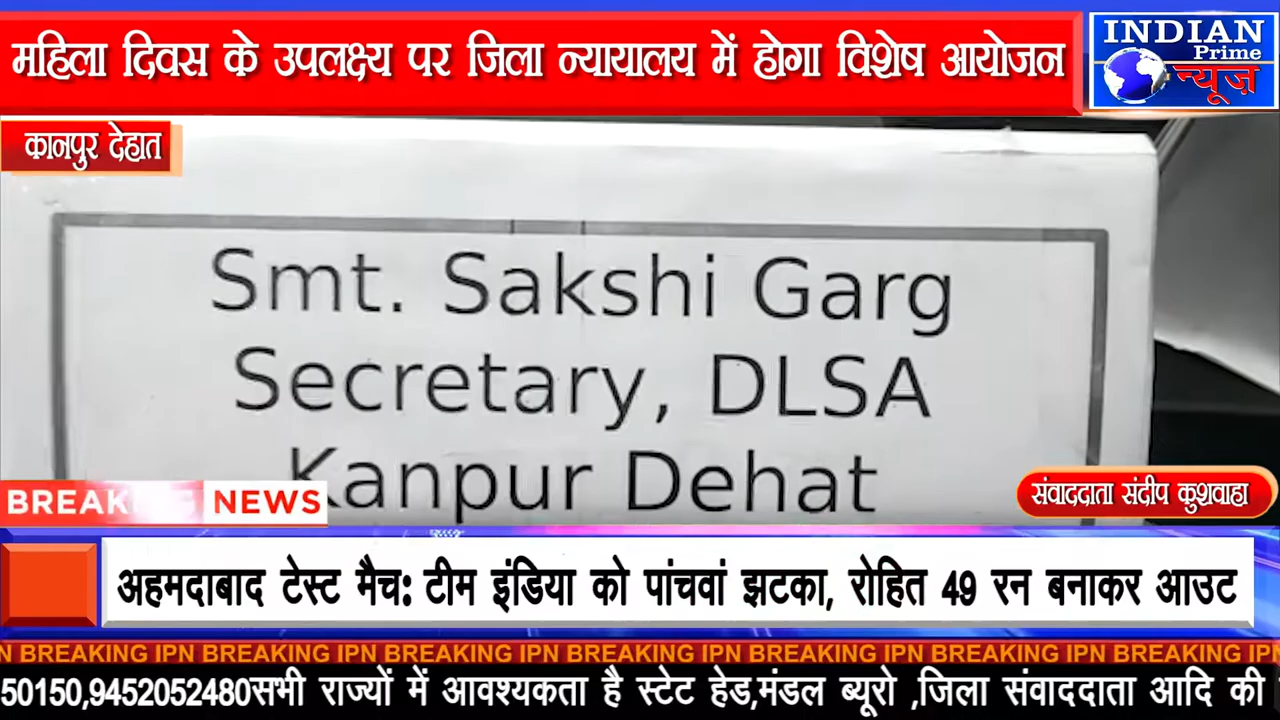 महिला दिवस के उपलक्ष्य पर जिला न्यायालय में होगा विशेष आयोजन
INDIAN
Prime
न्यूज़
कानपुर देहात
Smt. Sakshi Garg
Secretary, DLSA
Kanpur Dehat
BREAKING NEWS
संवाददाता संदीप कुशवाहा
अहमदाबाद टेस्ट मैच: टीम इंडिया को पांचवां झटका, रोहित 49 रन बनाकर आउट
N BREAKING IPN BREAKING IPN BREAKING IPN BREAKING IPN BREAKING IPN BREAKING IPN BREAKING IPN BREAKING IPN
50150,9452052480सभी राज्यों में आवश्यकता है स्टेट हेड,मंडल ब्यूरो ,जिला संवाददाता आदि की